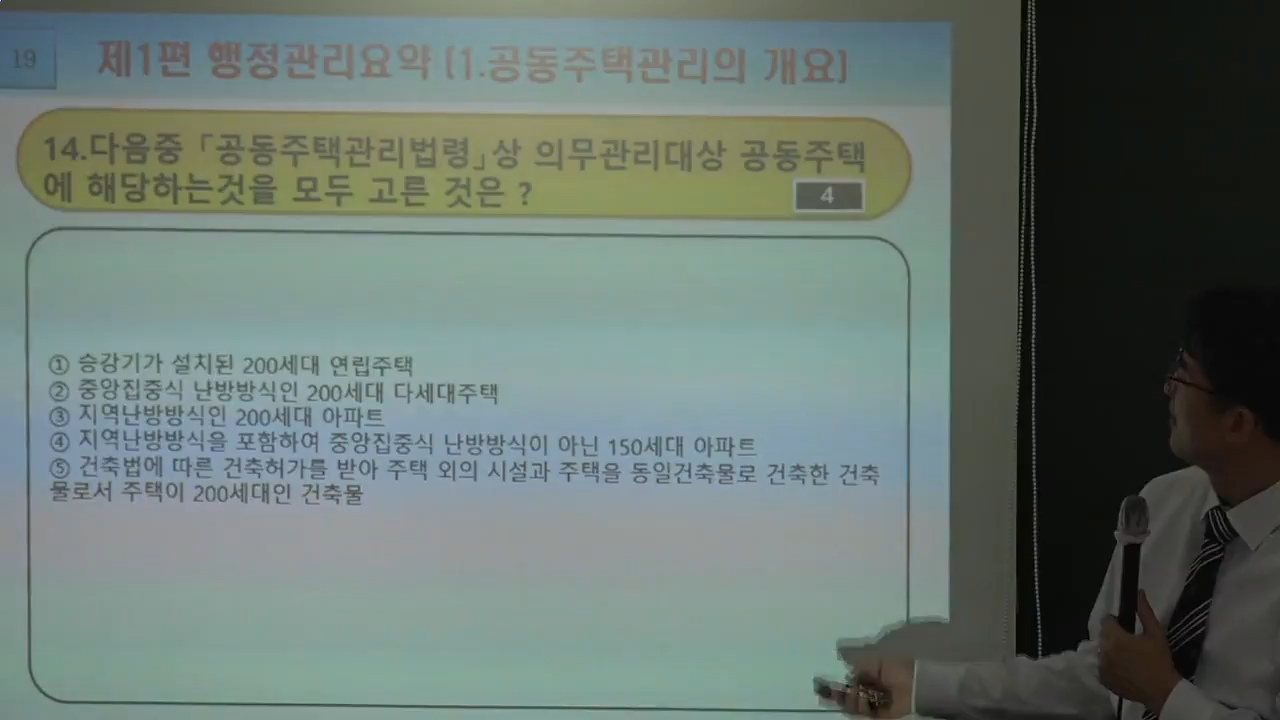 19
제1편 행정관리요약 [1.공동주택관리의 개요]
14.다음중 「공동주택관리법령」상 의무관리대상 공동주택
에 해당하는것을 모두 고른 것은 ?
4
① 승강기가 설치된 200세대 연립주택
② 중앙집중식 난방방식인 200세대 다세대주택
③ 지역난방방식인 200세대 아파트
④ 지역난방방식을 포함하여 중앙집중식 난방방식이 아닌 150세대 아파트
⑤ 건축법에 따른 건축허가를 받아 주택 외의 시설과 주택을 동일건축물로 건축한 건축
물로서 주택이 200세대인 건축물